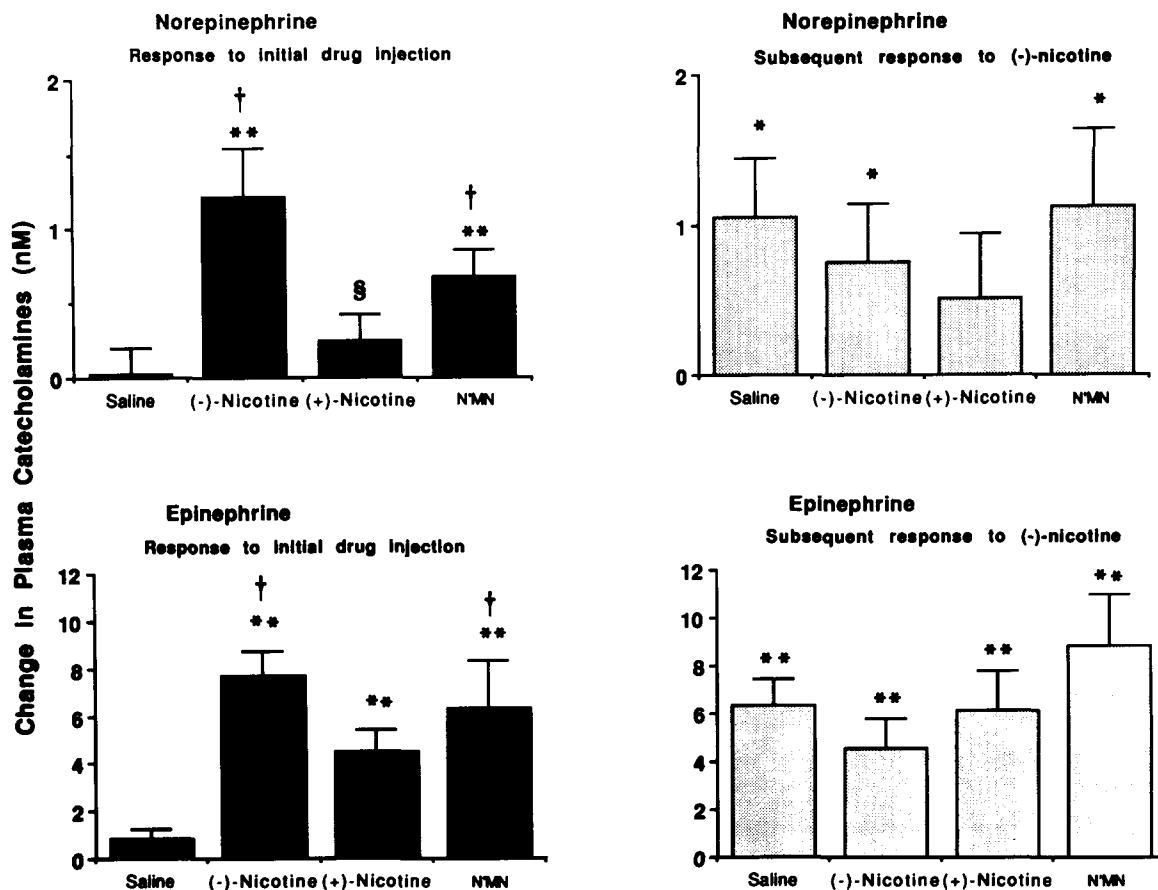 Norepinephrine
Response to initial drug injection
2
†
**
†
**
1
§
0
Saline
(-)-Nicotine
(+)-Nicotine
N'MN
Norepinephrine
Subsequent response to (-)-nicotine
2
*
*
*
1
0
Saline
(-)-Nicotine
(+)-Nicotine
N'MN
Change in Plasma Catecholamines (nM)
Epinephrine
Response to initial drug injection
12
†
†
10
**
**
8
**
6
4
2
0
Saline
(-)-Nicotine
(+)-Nicotine
N'MN
Epinephrine
Subsequent response to (-)-nicotine
12
**
10
**
**
8
**
6
4
2
0
Saline
(-)-Nicotine
(+)-Nicotine
N'MN